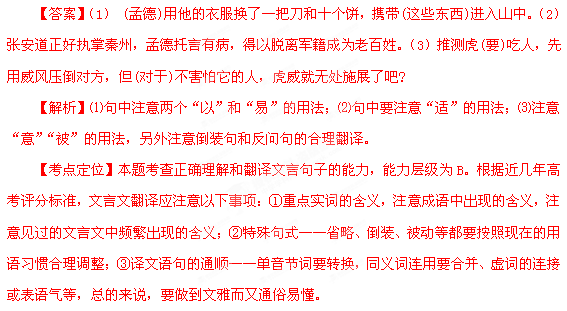 【答案】（1）（孟德)用他的衣服换了一把刀和十个饼，携带(这些东西)进入山中。（2）
张安道正好执掌秦州，孟德托言有病，得以脱离军籍成为老百姓。（3）推测虎(要)吃人，先
用威风压倒对方，但(对于)不害怕它的人，虎威就无处施展了吧？
【解析】⑴句中注意两个“以”和“易”的用法；⑵句中要注意“适”的用法；⑶注意
“意”“被”的用法，另外注意倒装句和反问句的合理翻译。
【考点定位】本题考查正确理解和翻译文言句子的能力，能力层级为 B。根据近几年高
考评分标准，文言文翻译应注意以下事项：①重点实词的含义，注意成语中出现的含义，注
意见过的文言文中频繁出现的含义；②特殊句式——省略、倒装、被动等都要按照现在的用
语习惯合理调整；③译文语句的通顺——单音节词要转换，同义词连用要合并、虚词的连接
或表语气等，总的来说，要做到文雅而又通俗易懂。